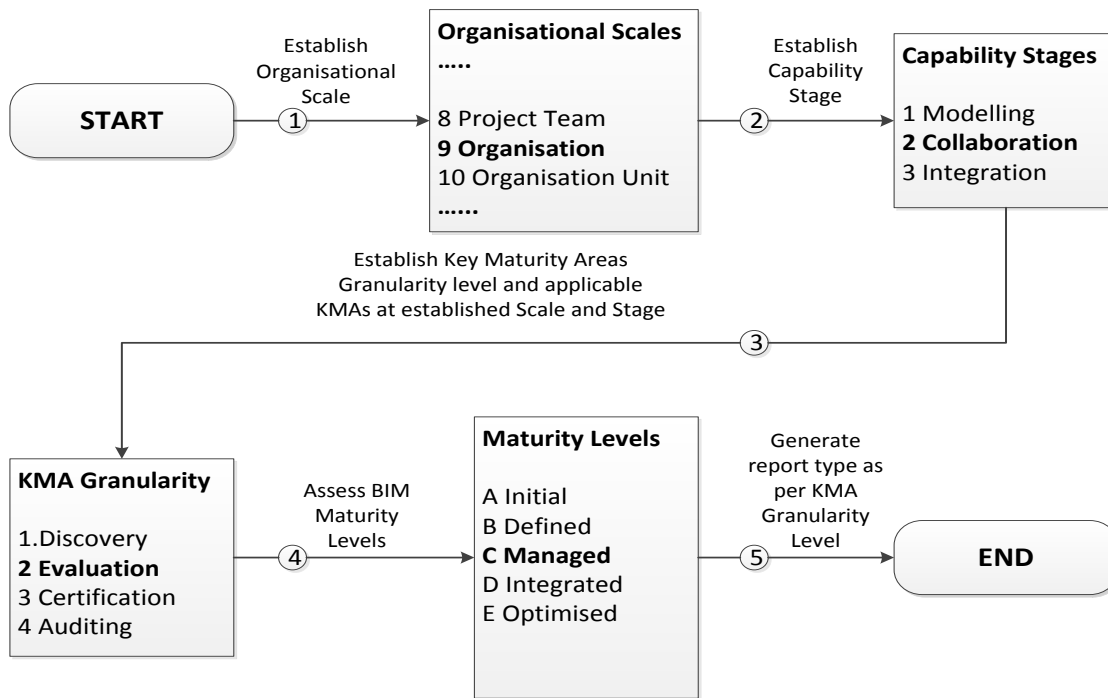 START
Establish
Organisational
Scale
1
Organisational Scales
.....
8 Project Team
9 Organisation
10 Organisation Unit
......
Establish
Capability
Stage
2
Capability Stages
1 Modelling
2 Collaboration
3 Integration
Establish Key Maturity Areas
Granularity level and applicable
KMAs at established Scale and Stage
3
KMA Granularity
1.Discovery
2 Evaluation
3 Certification
4 Auditing
Assess BIM
Maturity
Levels
4
Maturity Levels
A Initial
B Defined
C Managed
D Integrated
E Optimised
Generate
report type as
per KMA
Granularity
Level
5
END